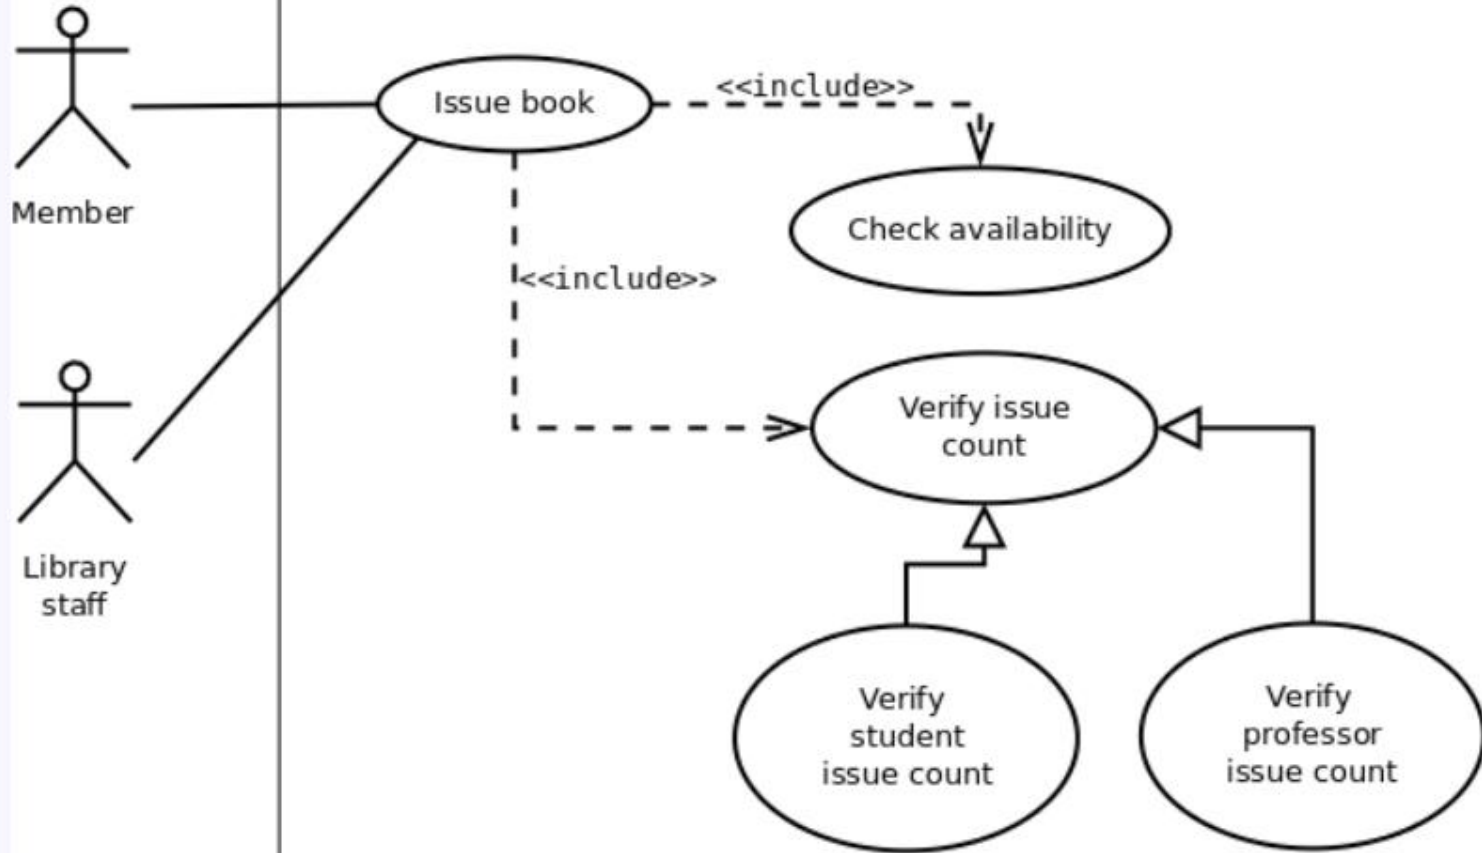 Issue book
<<include>>
Member
Check availability
<<include>>
Verify issue
count
Library
staff
Verify
student
issue count
Verify
professor
issue count